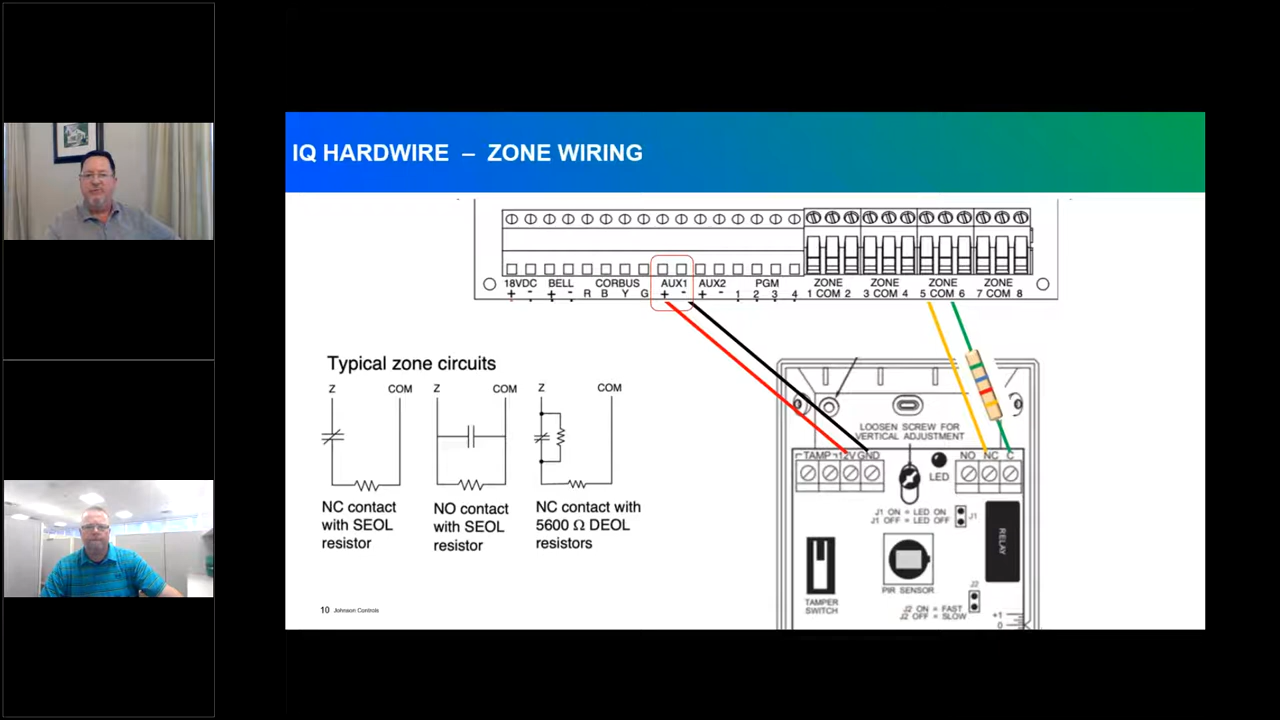 IQ HARDWIRE – ZONE WIRING
18VDC BELL CORBUS AUX1 AUX2 PGM ZONE ZONE ZONE ZONE
+ - + - R B Y G + - + - 1 2 3 4 1 COM 2 3 COM 4 5 COM 6 7 COM 8
Typical zone circuits
Z COM Z COM Z COM
NC contact
with SEOL
resistor
NO contact
with SEOL
resistor
NC contact with
5600 Ω DEOL
resistors
LOOSEN SCREW FOR
VERTICAL ADJUSTMENT
TAMP 12V GND
LED
NO NC C
J1 ON = LED ON
J1 OFF = LED OFF
J1
RELAY
PIR SENSOR
TAMPER
SWITCH
J2
J2 ON = FAST
J2 OFF = SLOW
+1
0
10 Johnson Controls